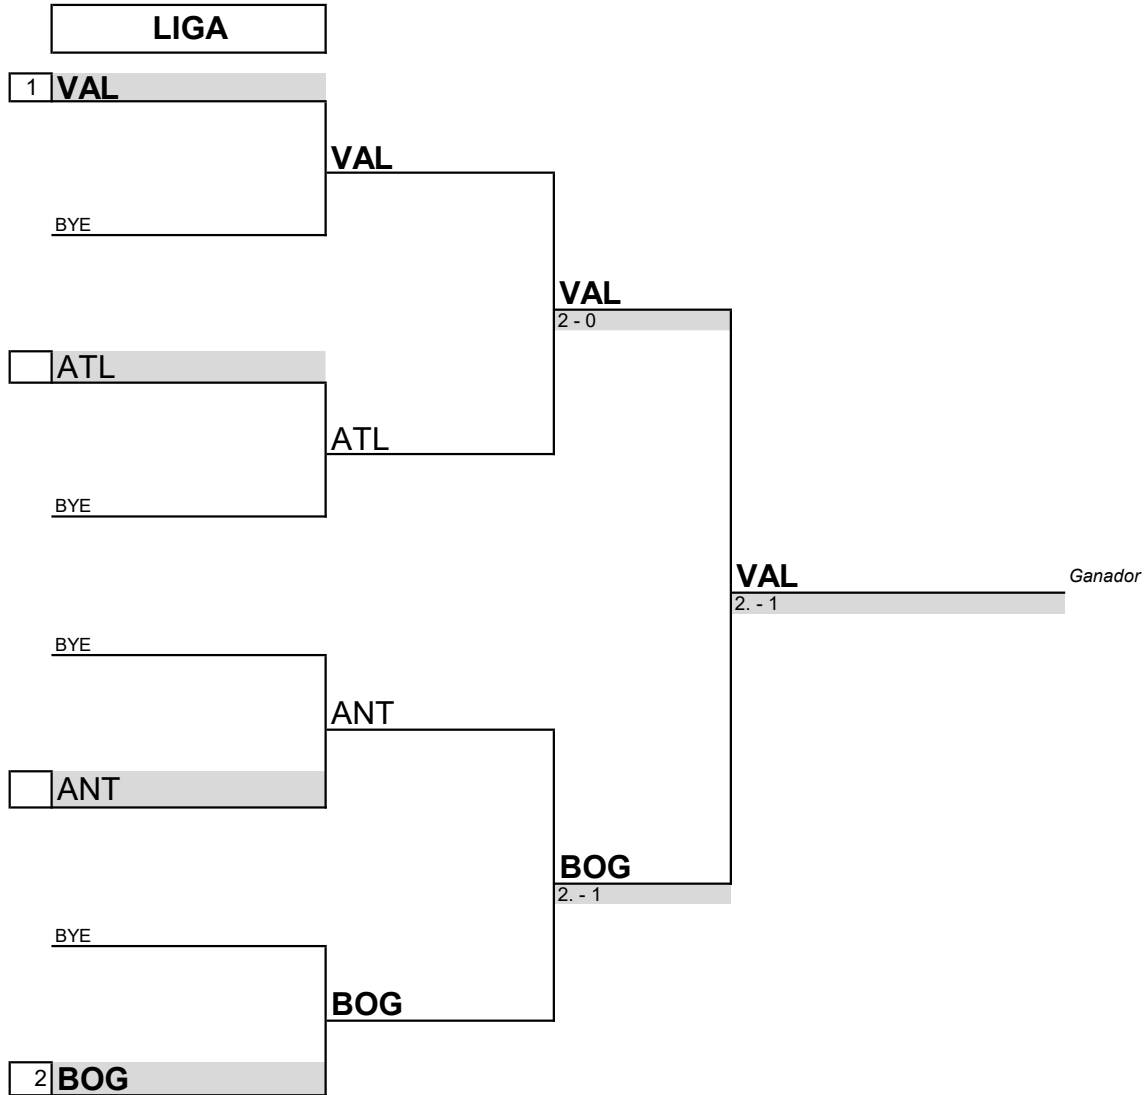 LIGA
1 VAL
VAL
BYE
VAL
2 - 0
ATL
ATL
BYE
VAL Ganador
2. - 1
BYE
ANT
ANT
BOG
2. - 1
BYE
BOG
2 BOG